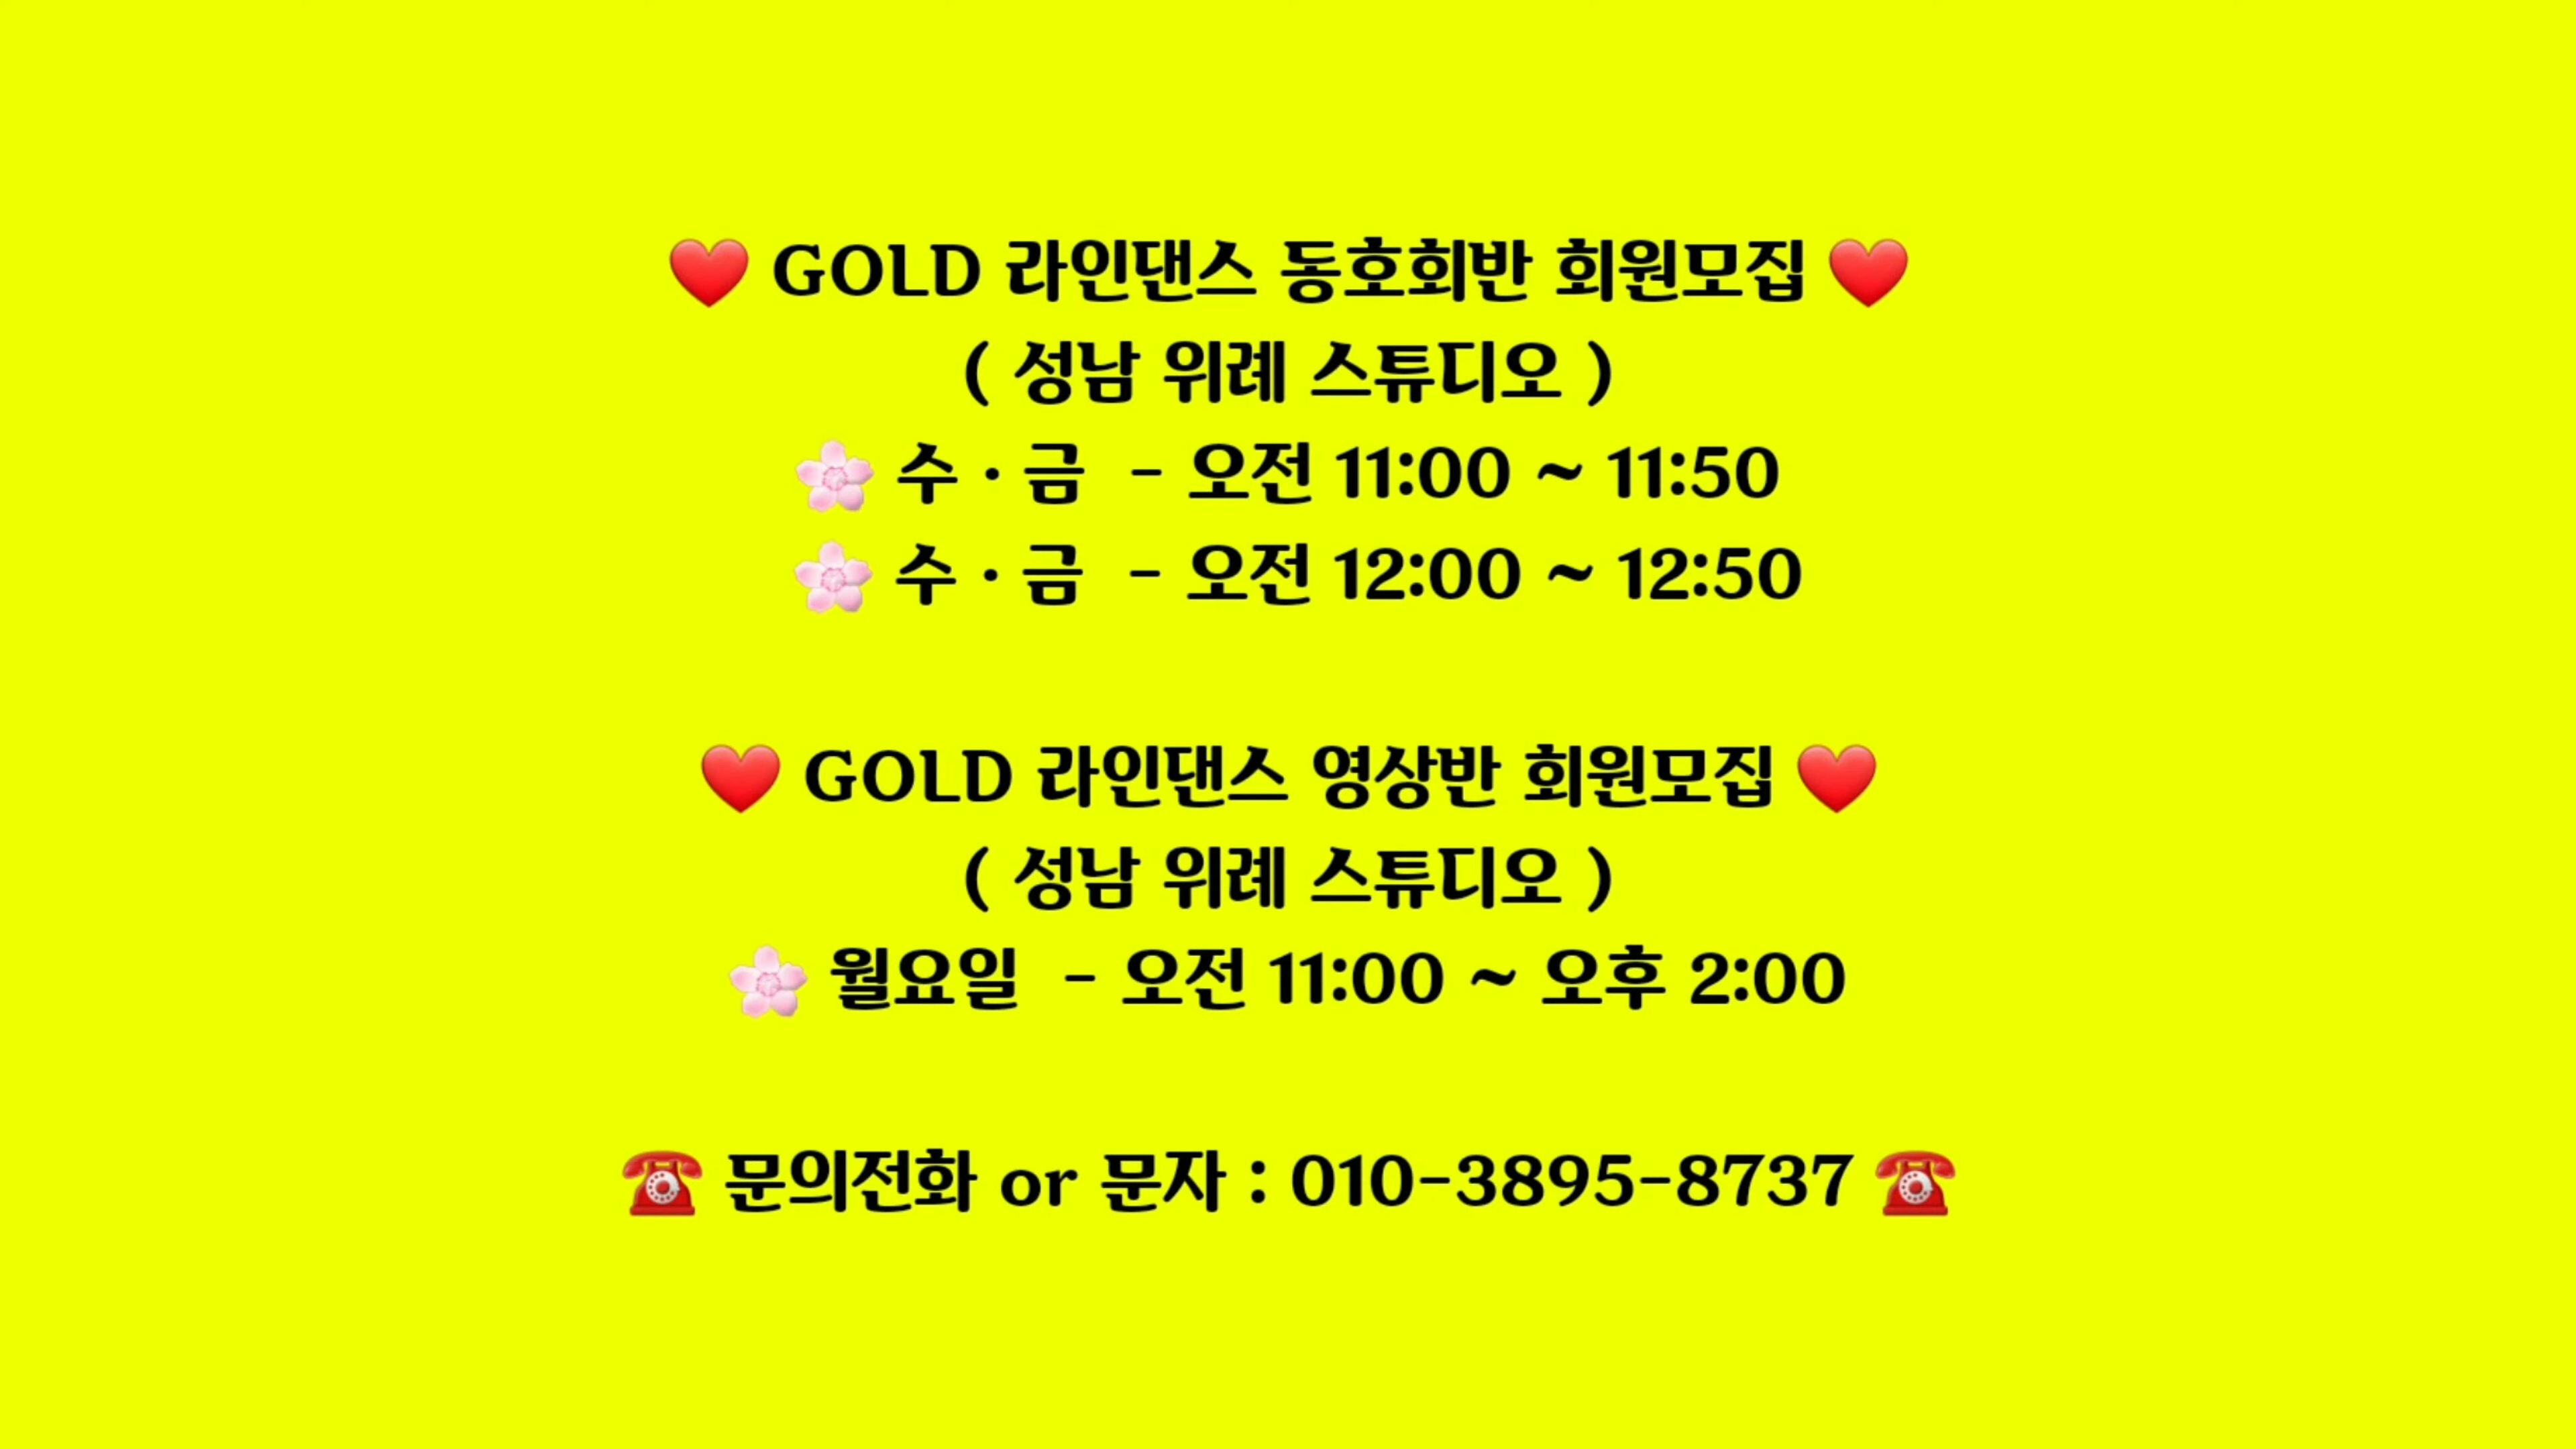 ❤️ GOLD 라인댄스 동호회반 회원모집 ❤️
( 성남 위례 스튜디오 )
🌸 수 · 금 - 오전 11:00 ~ 11:50
🌸 수 · 금 - 오전 12:00 ~ 12:50
❤️ GOLD 라인댄스 영상반 회원모집 ❤️
( 성남 위례 스튜디오 )
🌸 월요일 - 오전 11:00 ~ 오후 2:00
☎️ 문의전화 or 문자 : 010-3895-8737 ☎️